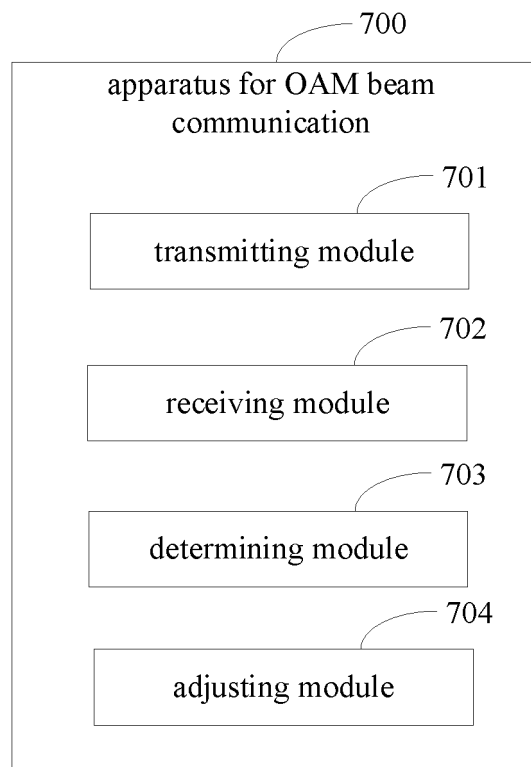 700
apparatus for OAM beam
communication
701
transmitting module
702
receiving module
703
determining module
704
adjusting module